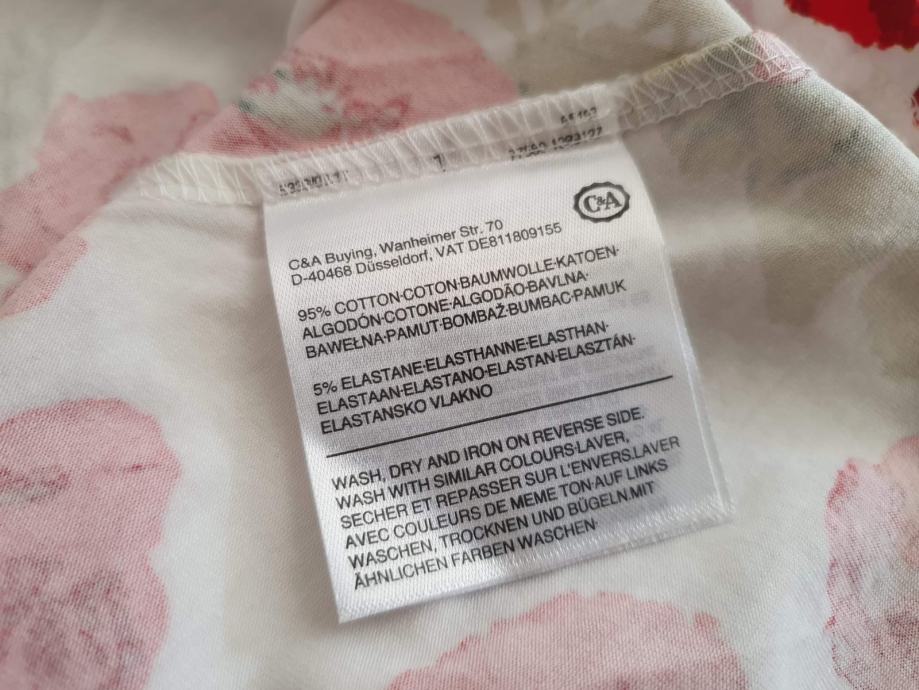 C&A
C&A Buying, Wanheimer Str. 70
D-40468 Düsseldorf, VAT DE811809155
95% COTTON·COTON·BAUMWOLLE·KATOEN·
ALGODÓN·COTONE·ALGODÃO·BAVLNA·
BAWEŁNA·PAMUT·BOMBAŽ·BUMBAC·PAMUK
5% ELASTANE·ELASTHANNE·ELASTHAN·
ELASTAAN·ELASTANO·ELASTAN·ELASZTÁN·
ELASTANSKO VLAKNO
WASH, DRY AND IRON ON REVERSE SIDE.
WASH WITH SIMILAR COLOURS·LAVER,
SECHER ET REPASSER SUR L'ENVERS.LAVER
AVEC COULEURS DE MEME TON·AUF LINKS
WASCHEN, TROCKNEN UND BÜGELN.MIT
ÄHNLICHEN FARBEN WASCHEN·